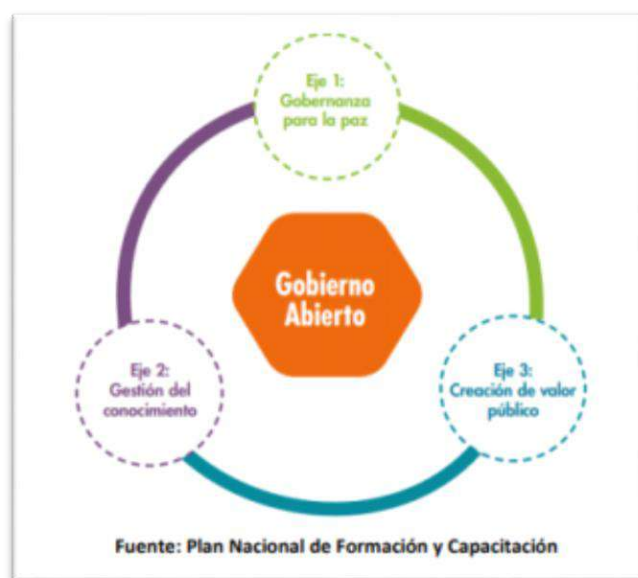 Eje 1:
Gobernanza
para la paz
Gobierno
Abierto
Eje 2:
Gestión del
conocimiento
Eje 3:
Creación de valor
público
Fuente: Plan Nacional de Formación y Capacitación